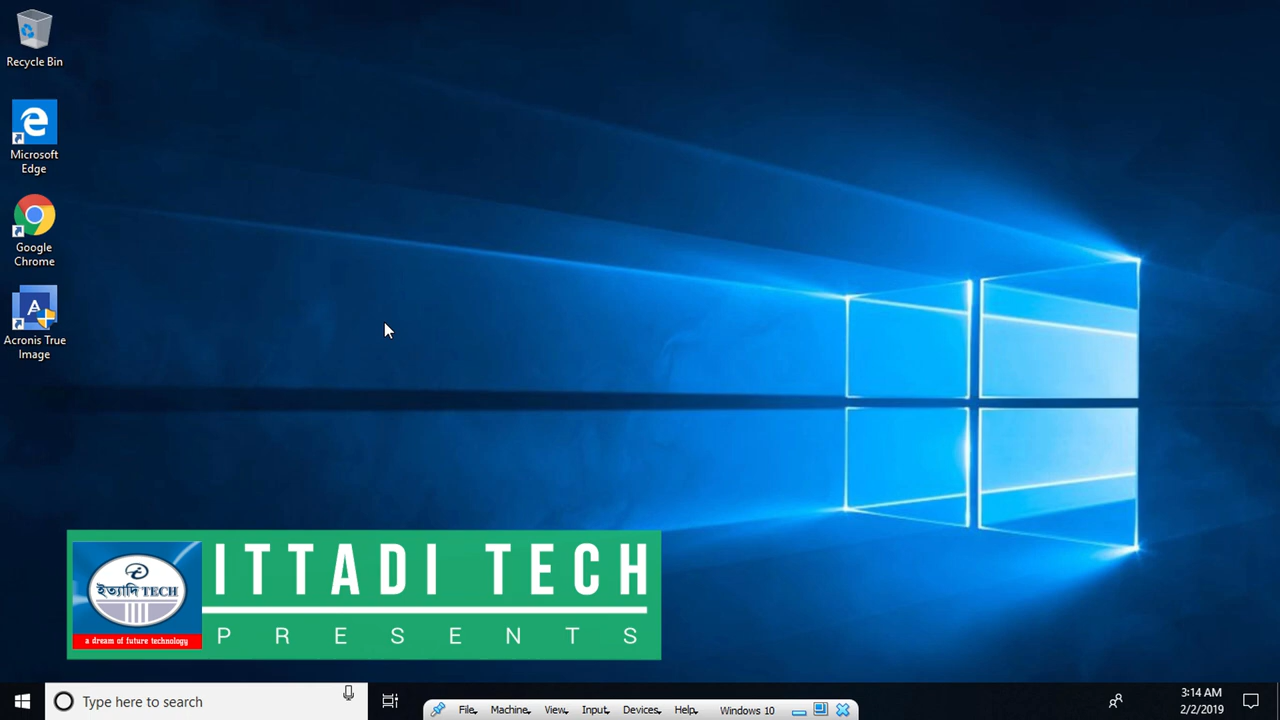 Recycle Bin
Microsoft
Edge
Google
Chrome
Acronis True
Image
ইত্যাদি TECH
a dream of future technology
ITTADI TECH
PRESENTS
Type here to search
File
Machine
View
Input
Devices
Help
Windows 10
3:14 AM
2/2/2019